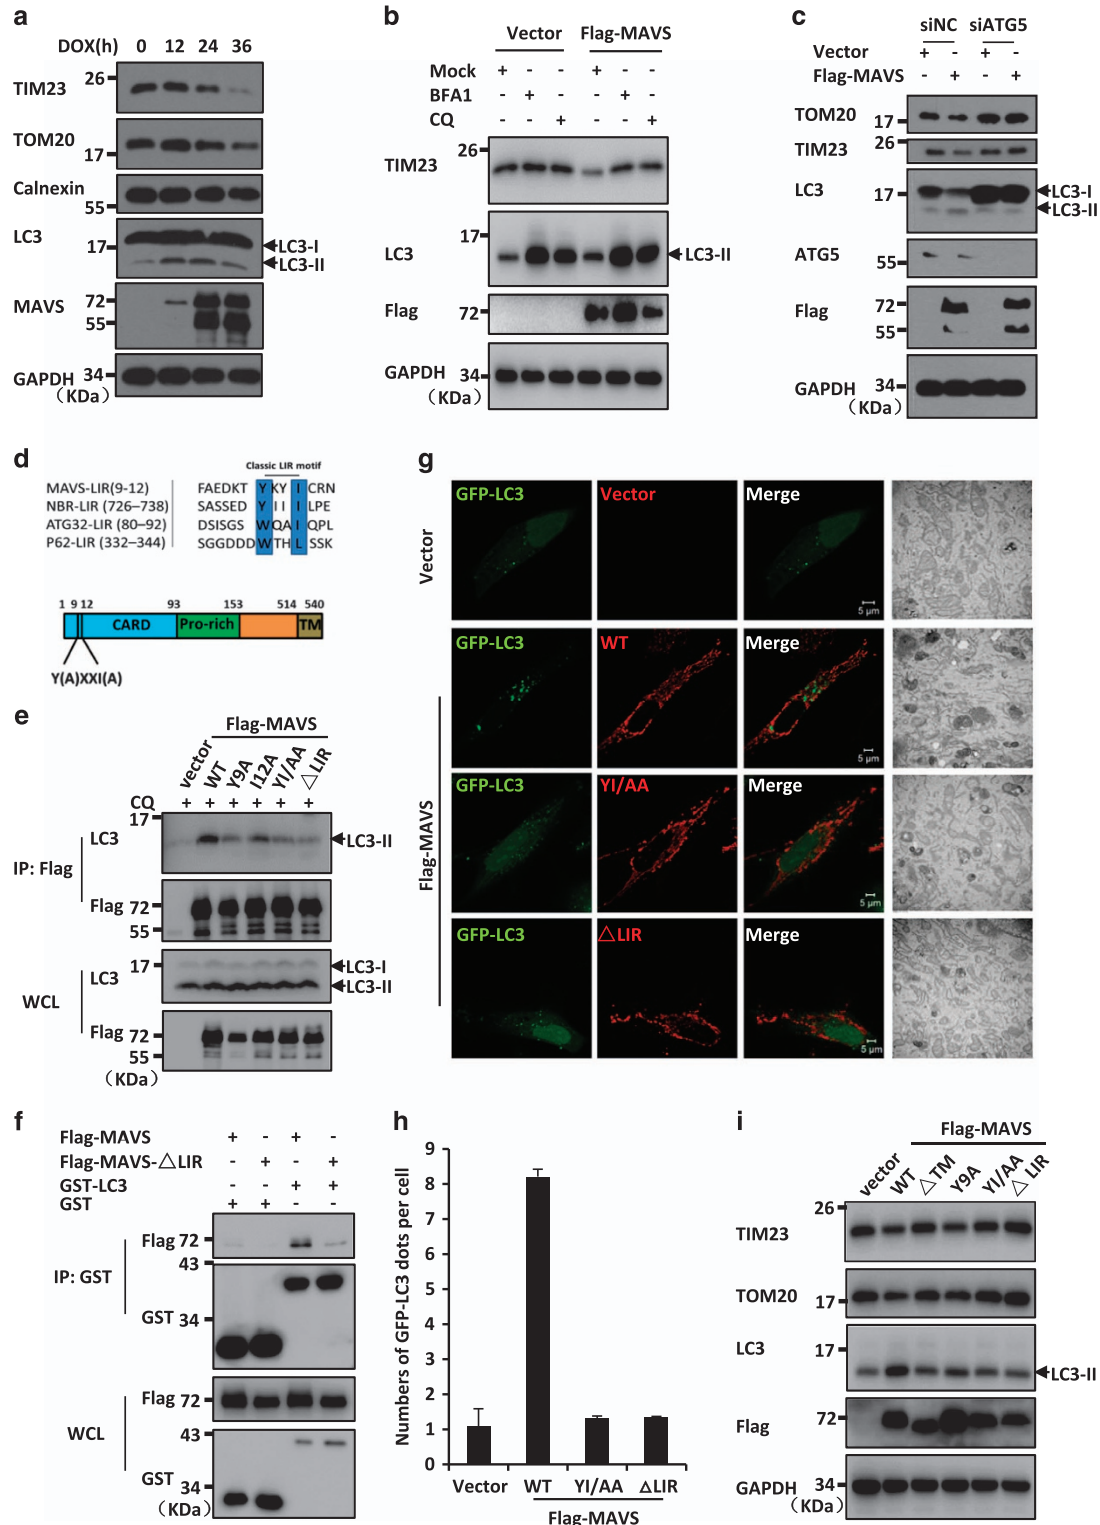 a
DOX(h) 0 12 24 36
TIM23 26
TOM20 17
Calnexin 55
LC3 17 LC3-I
LC3-II
MAVS 72
55
GAPDH 34
(KDa)
b
Vector Flag-MAVS
Mock + - - + - -
BFA1 - + - - + -
CQ - - + - - +
TIM23 26
LC3 17 LC3-II
Flag 72
GAPDH 34
(KDa)
c
siNC siATG5
Vector + - + -
Flag-MAVS - + - +
TOM20 17
TIM23 26
LC3 17 LC3-I
LC3-II
ATG5 55
Flag 72
55
GAPDH 34
(KDa)
d
Classic LIR motif
MAVS-LIR(9-12) FAEDKT Y KY I CRN
NBR-LIR (726–738) SASSED Y I I I LPE
ATG32-LIR (80–92) DSISGS W QA I QPL
P62-LIR (332–344) SGGDDD W TH L SSK
1 9 12 93 153 514 540
CARD Pro-rich TM
Y(A)XXI(A)
e
Flag-MAVS
vector WT Y9A I12A YI/AA △LIR
CQ + + + + + +
17
IP: Flag LC3 LC3-II
Flag 72
55
WCL LC3 17 LC3-I
LC3-II
Flag 72
55
(KDa)
f
Flag-MAVS + - + -
Flag-MAVS-△LIR - + - +
GST-LC3 - - + +
GST + + - -
IP: GST Flag 72
43
GST 34
WCL Flag 72
43
GST 34
(KDa)
g
Vector GFP-LC3 Vector Merge
5 μm
Flag-MAVS
GFP-LC3 WT Merge
5 μm
GFP-LC3 YI/AA Merge
5 μm
GFP-LC3 △LIR Merge
5 μm
h
Numbers of GFP-LC3 dots per cell
9
8
7
6
5
4
3
2
1
0
Vector WT YI/AA △LIR
Flag-MAVS
i
Flag-MAVS
vector WT △TM Y9A YI/AA △ LIR
TIM23 26
TOM20 17
LC3 17
LC3-II
Flag 72
GAPDH 34
(KDa)